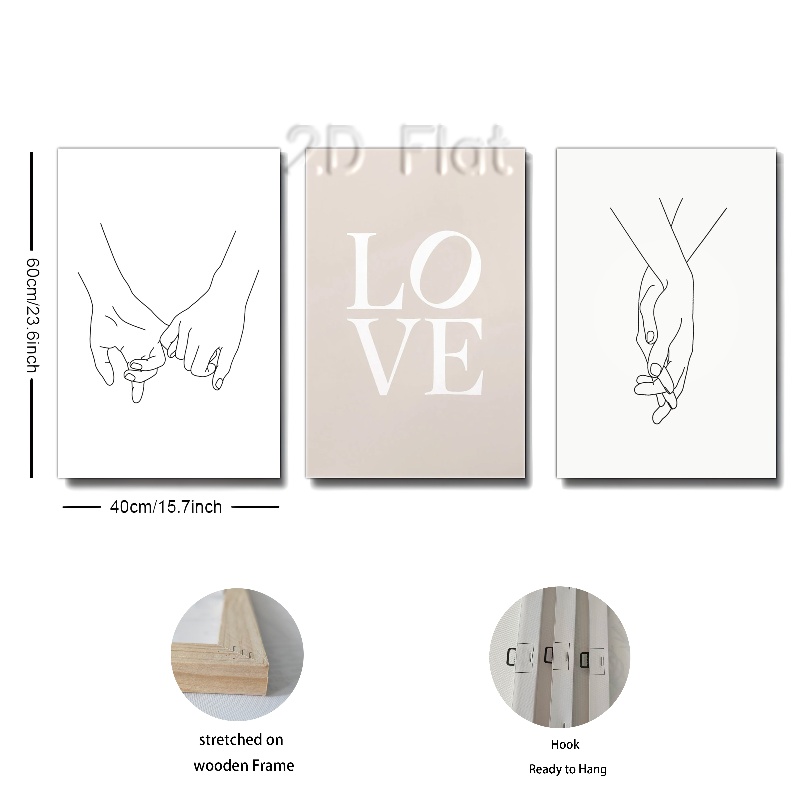 2D Flat
LO
VE
60cm/23.6inch
40cm/15.7inch
stretched on
wooden Frame
Hook
Ready to Hang